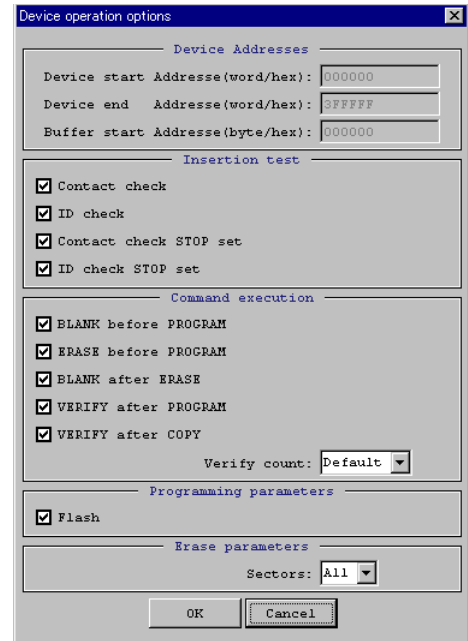 Device operation options
Device Addresses
Device start Addresse(word/hex): 000000
Device end Addresse(word/hex): 3FFFFF
Buffer start Addresse(byte/hex): 000000
Insertion test
Contact check
ID check
Contact check STOP set
ID check STOP set
Command execution
BLANK before PROGRAM
ERASE before PROGRAM
BLANK after ERASE
VERIFY after PROGRAM
VERIFY after COPY
Verify count: Default
Programming parameters
Flash
Erase parameters
Sectors: All
OK Cancel